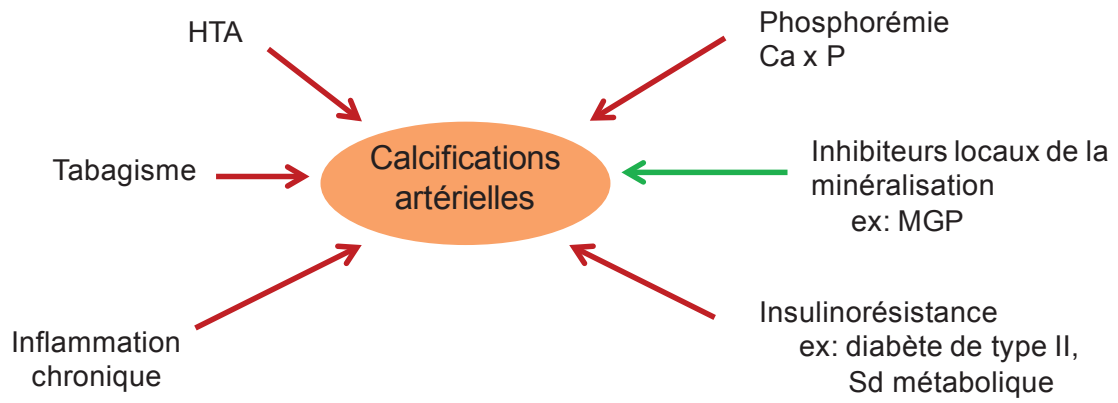 HTA
Phosphorémie
Ca x P
Tabagisme
Calcifications
artérielles
Inhibiteurs locaux de la
minéralisation
ex: MGP
Inflammation
chronique
Insulinorésistance
ex: diabète de type II,
Sd métabolique